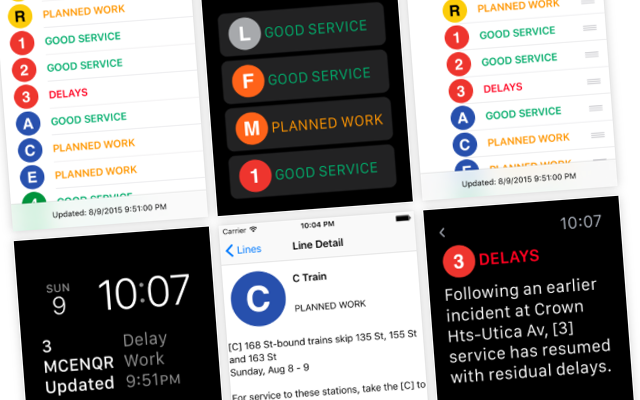 R PLANNED WORK
1 GOOD SERVICE
2 GOOD SERVICE
3 DELAYS
A GOOD SERVICE
C PLANNED WORK
E PLANNED WORK
GOOD SERVICE
Updated: 8/9/2015 9:51:00 PM
L GOOD SERVICE
F GOOD SERVICE
M PLANNED WORK
1 GOOD SERVICE
R PLANNED WORK
1 GOOD SERVICE
2 GOOD SERVICE
3 DELAYS
A GOOD SERVICE
C PLANNED WORK
E PLANNED WORK
Updated: 8/9/2015 9:51:00 PM
SUN
9
10:07
3 Delay
MCENQR Work
Updated 9:51PM
Carrier 10:04 PM
Lines Line Detail
C
C Train
PLANNED WORK
[C] 168 St-bound trains skip 135 St, 155 St
and 163 St
Sunday, Aug 8 - 9
For service to these stations, take the [C] to
10:07
3 DELAYS
Following an earlier
incident at Crown
Hts-Utica Av, [3]
service has resumed
with residual delays.